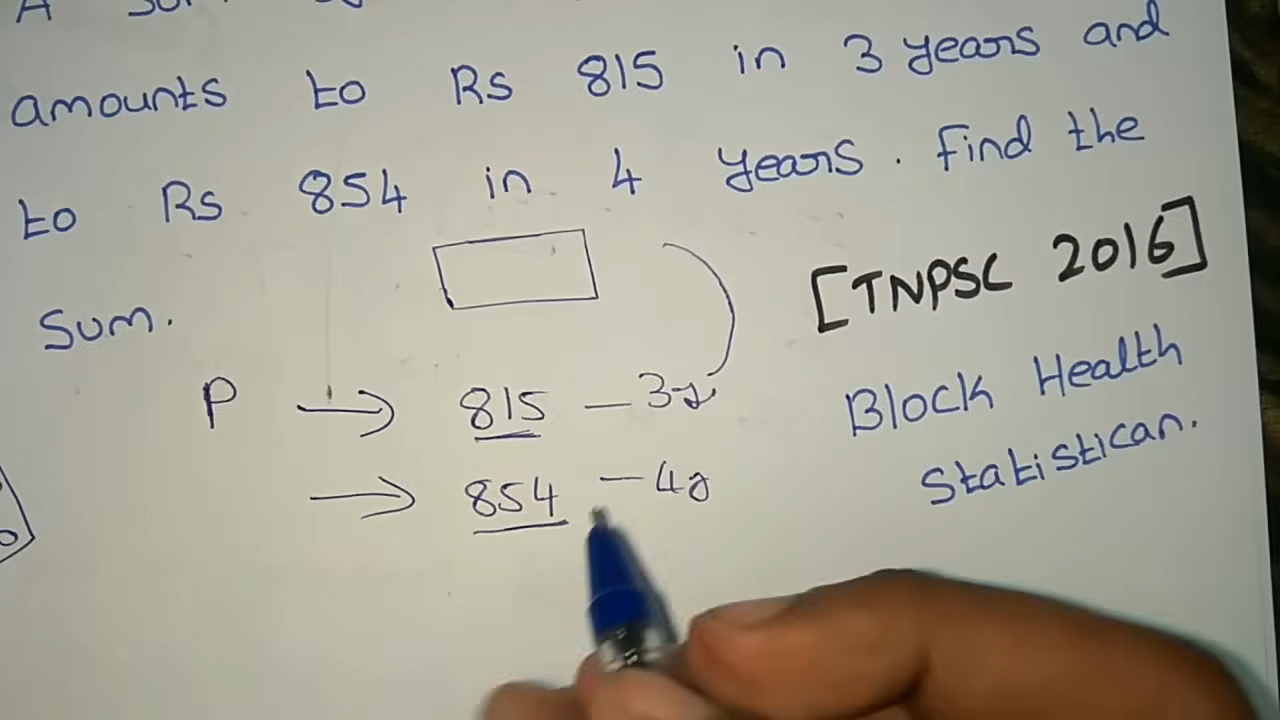 A
amounts to Rs 815 in 3 years and
to Rs 854 in 4 years. Find the
Sum.
[TNPSC 2016]
Block Health
Statistican.
P → 815 — 3y
→ 854 — 4y